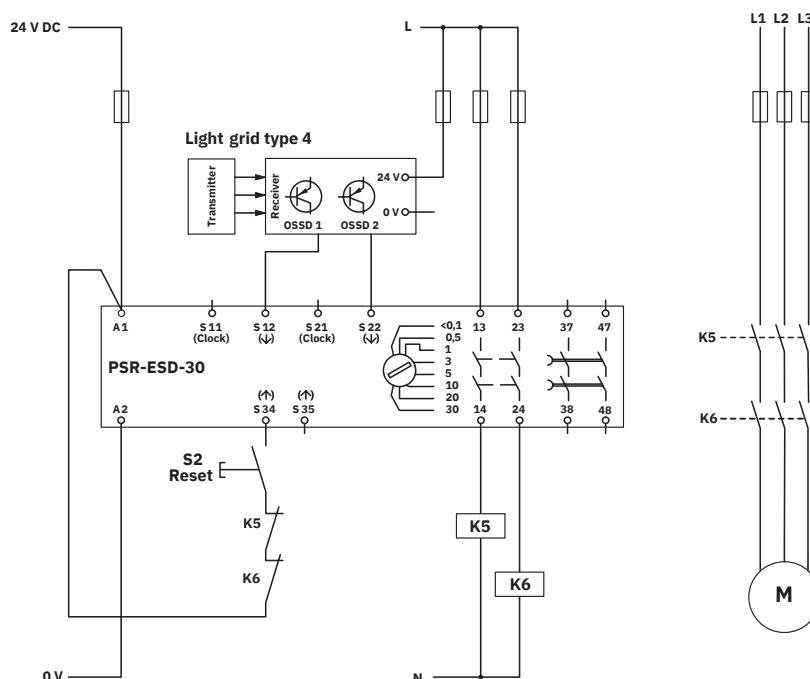 24 V DC
L
L1 L2 L3
Light grid type 4
Transmitter
Receiver
24 V
0 V
OSSD 1
OSSD 2
A1
S11
(Clock)
S12
(↓)
S21
(Clock)
S22
(↓)
<0,1
0,5
1
3
5
10
20
30
13
23
37
47
PSR-ESD-30
A2
(↑)
S34
(↑)
S35
14
24
38
48
S2
Reset
K5
K6
K5
K6
K5
K6
M
0 V
N